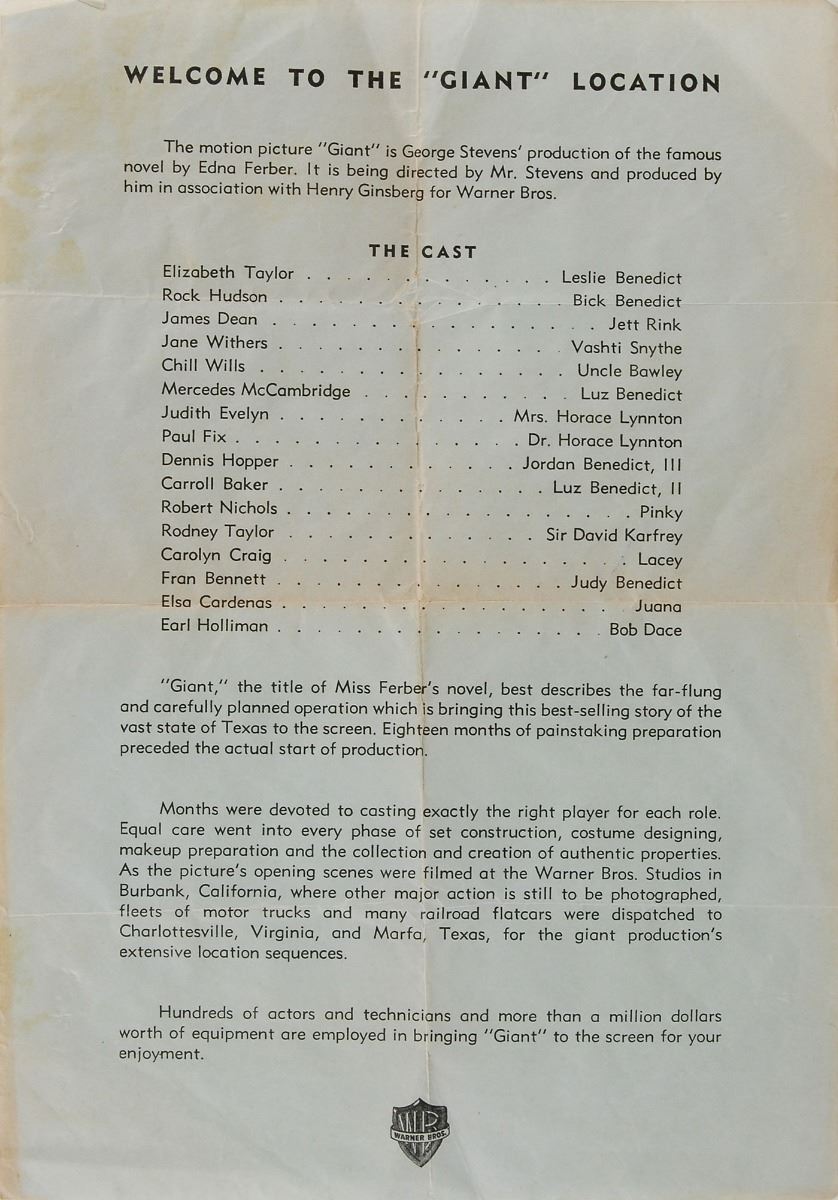 WELCOME TO THE "GIANT" LOCATION
The motion picture "Giant" is George Stevens' production of the famous
novel by Edna Ferber. It is being directed by Mr. Stevens and produced by
him in association with Henry Ginsberg for Warner Bros.
THE CAST
Elizabeth Taylor . . . . . . . . . . . . . Leslie Benedict
Rock Hudson . . . . . . . . . . . . . . Bick Benedict
James Dean . . . . . . . . . . . . . . . . Jett Rink
Jane Withers . . . . . . . . . . . . . . Vashti Snythe
Chill Wills . . . . . . . . . . . . . . . Uncle Bawley
Mercedes McCambridge . . . . . . . . . . Luz Benedict
Judith Evelyn . . . . . . . . . . . Mrs. Horace Lynnton
Paul Fix . . . . . . . . . . . . . . Dr. Horace Lynnton
Dennis Hopper . . . . . . . . . . . Jordan Benedict, III
Carroll Baker . . . . . . . . . . . . . Luz Benedict, II
Robert Nichols . . . . . . . . . . . . . . . . Pinky
Rodney Taylor . . . . . . . . . . . . Sir David Karfrey
Carolyn Craig . . . . . . . . . . . . . . . . Lacey
Fran Bennett . . . . . . . . . . . . . . Judy Benedict
Elsa Cardenas . . . . . . . . . . . . . . . . Juana
Earl Holliman . . . . . . . . . . . . . . . Bob Dace
"Giant," the title of Miss Ferber's novel, best describes the far-flung
and carefully planned operation which is bringing this best-selling story of the
vast state of Texas to the screen. Eighteen months of painstaking preparation
preceded the actual start of production.
Months were devoted to casting exactly the right player for each role.
Equal care went into every phase of set construction, costume designing,
makeup preparation and the collection and creation of authentic properties.
As the picture's opening scenes were filmed at the Warner Bros. Studios in
Burbank, California, where other major action is still to be photographed,
fleets of motor trucks and many railroad flatcars were dispatched to
Charlottesville, Virginia, and Marfa, Texas, for the giant production's
extensive location sequences.
Hundreds of actors and technicians and more than a million dollars
worth of equipment are employed in bringing "Giant" to the screen for your
enjoyment.
WB
WARNER BROS.